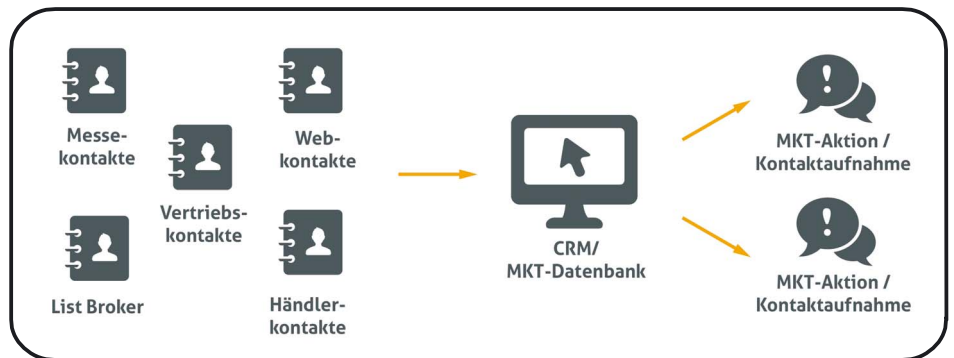 Messe-
kontakte
Web-
kontakte
Vertriebs-
kontakte
List Broker
Händler-
kontakte
CRM/
MKT-Datenbank
MKT-Aktion /
Kontaktaufnahme
MKT-Aktion /
Kontaktaufnahme